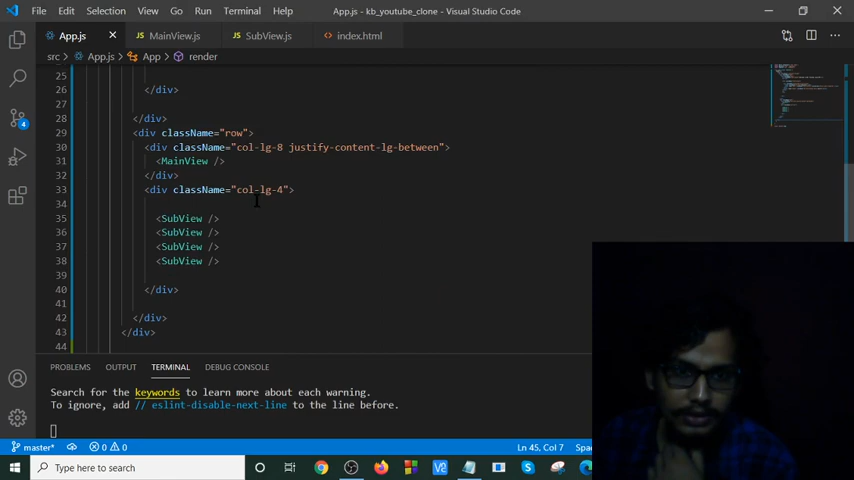 File Edit Selection View Go Run Terminal Help App.js - kb_youtube_clone - Visual Studio Code
App.js MainView.js SubView.js index.html
src > App.js > App > render
25
26 </div>
27
28 </div>
29 <div className="row">
30 <div className="col-lg-8 justify-content-lg-between">
31 <MainView />
32 </div>
33 <div className="col-lg-4">
34
35 <SubView />
36 <SubView />
37 <SubView />
38 <SubView />
39
40 </div>
41
42 </div>
43 </div>
44
4
PROBLEMS OUTPUT TERMINAL DEBUG CONSOLE
Search for the keywords to learn more about each warning.
To ignore, add // eslint-disable-next-line to the line before.
master* 0 0 Ln 45, Col 7 Spac
Type here to search